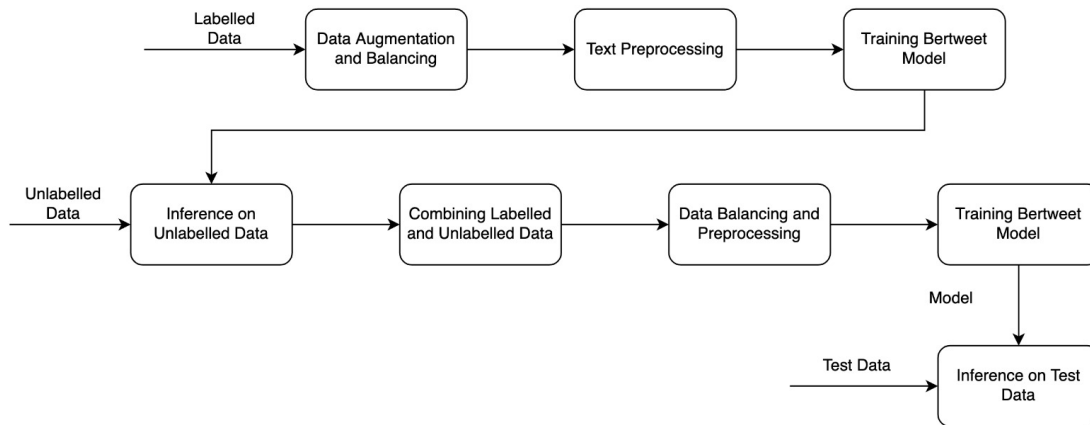 Labelled
Data
Data Augmentation
and Balancing
Text Preprocessing
Training Bertweet
Model
Unlabelled
Data
Inference on
Unlabelled Data
Combining Labelled
and Unlabelled Data
Data Balancing and
Preprocessing
Training Bertweet
Model
Model
Test Data
Inference on Test
Data